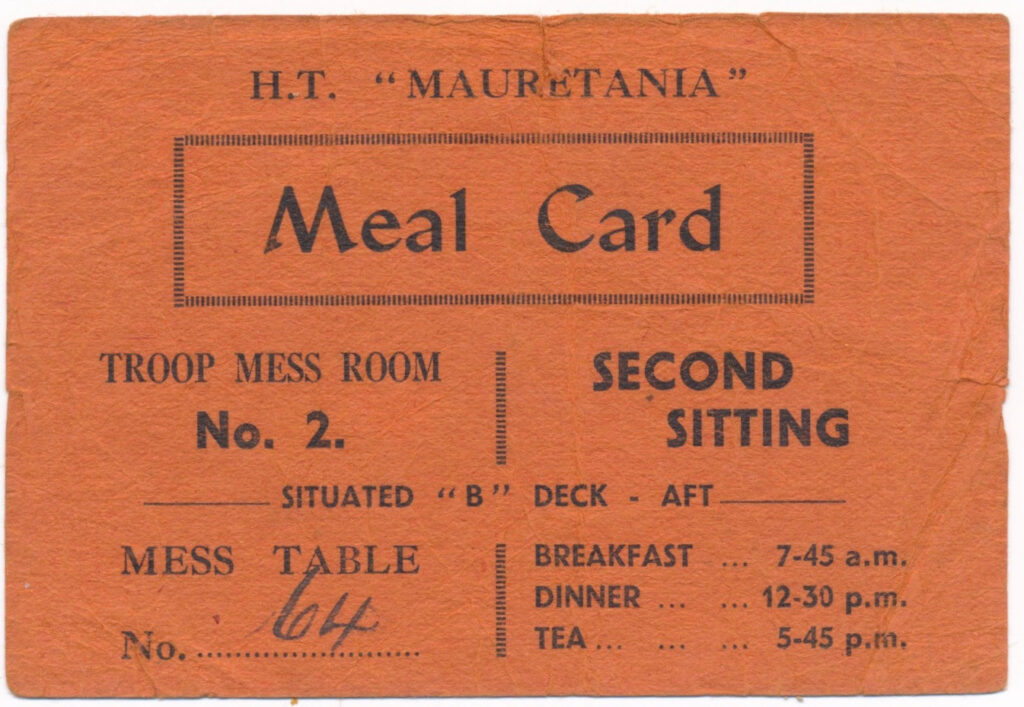 H.T. "MAURETANIA"
Meal Card
TROOP MESS ROOM
No. 2.
SECOND
SITTING
SITUATED "B" DECK - AFT
MESS TABLE
No. 64
BREAKFAST ... 7-45 a.m.
DINNER ... ... 12-30 p.m.
TEA ... ... ... 5-45 p.m.